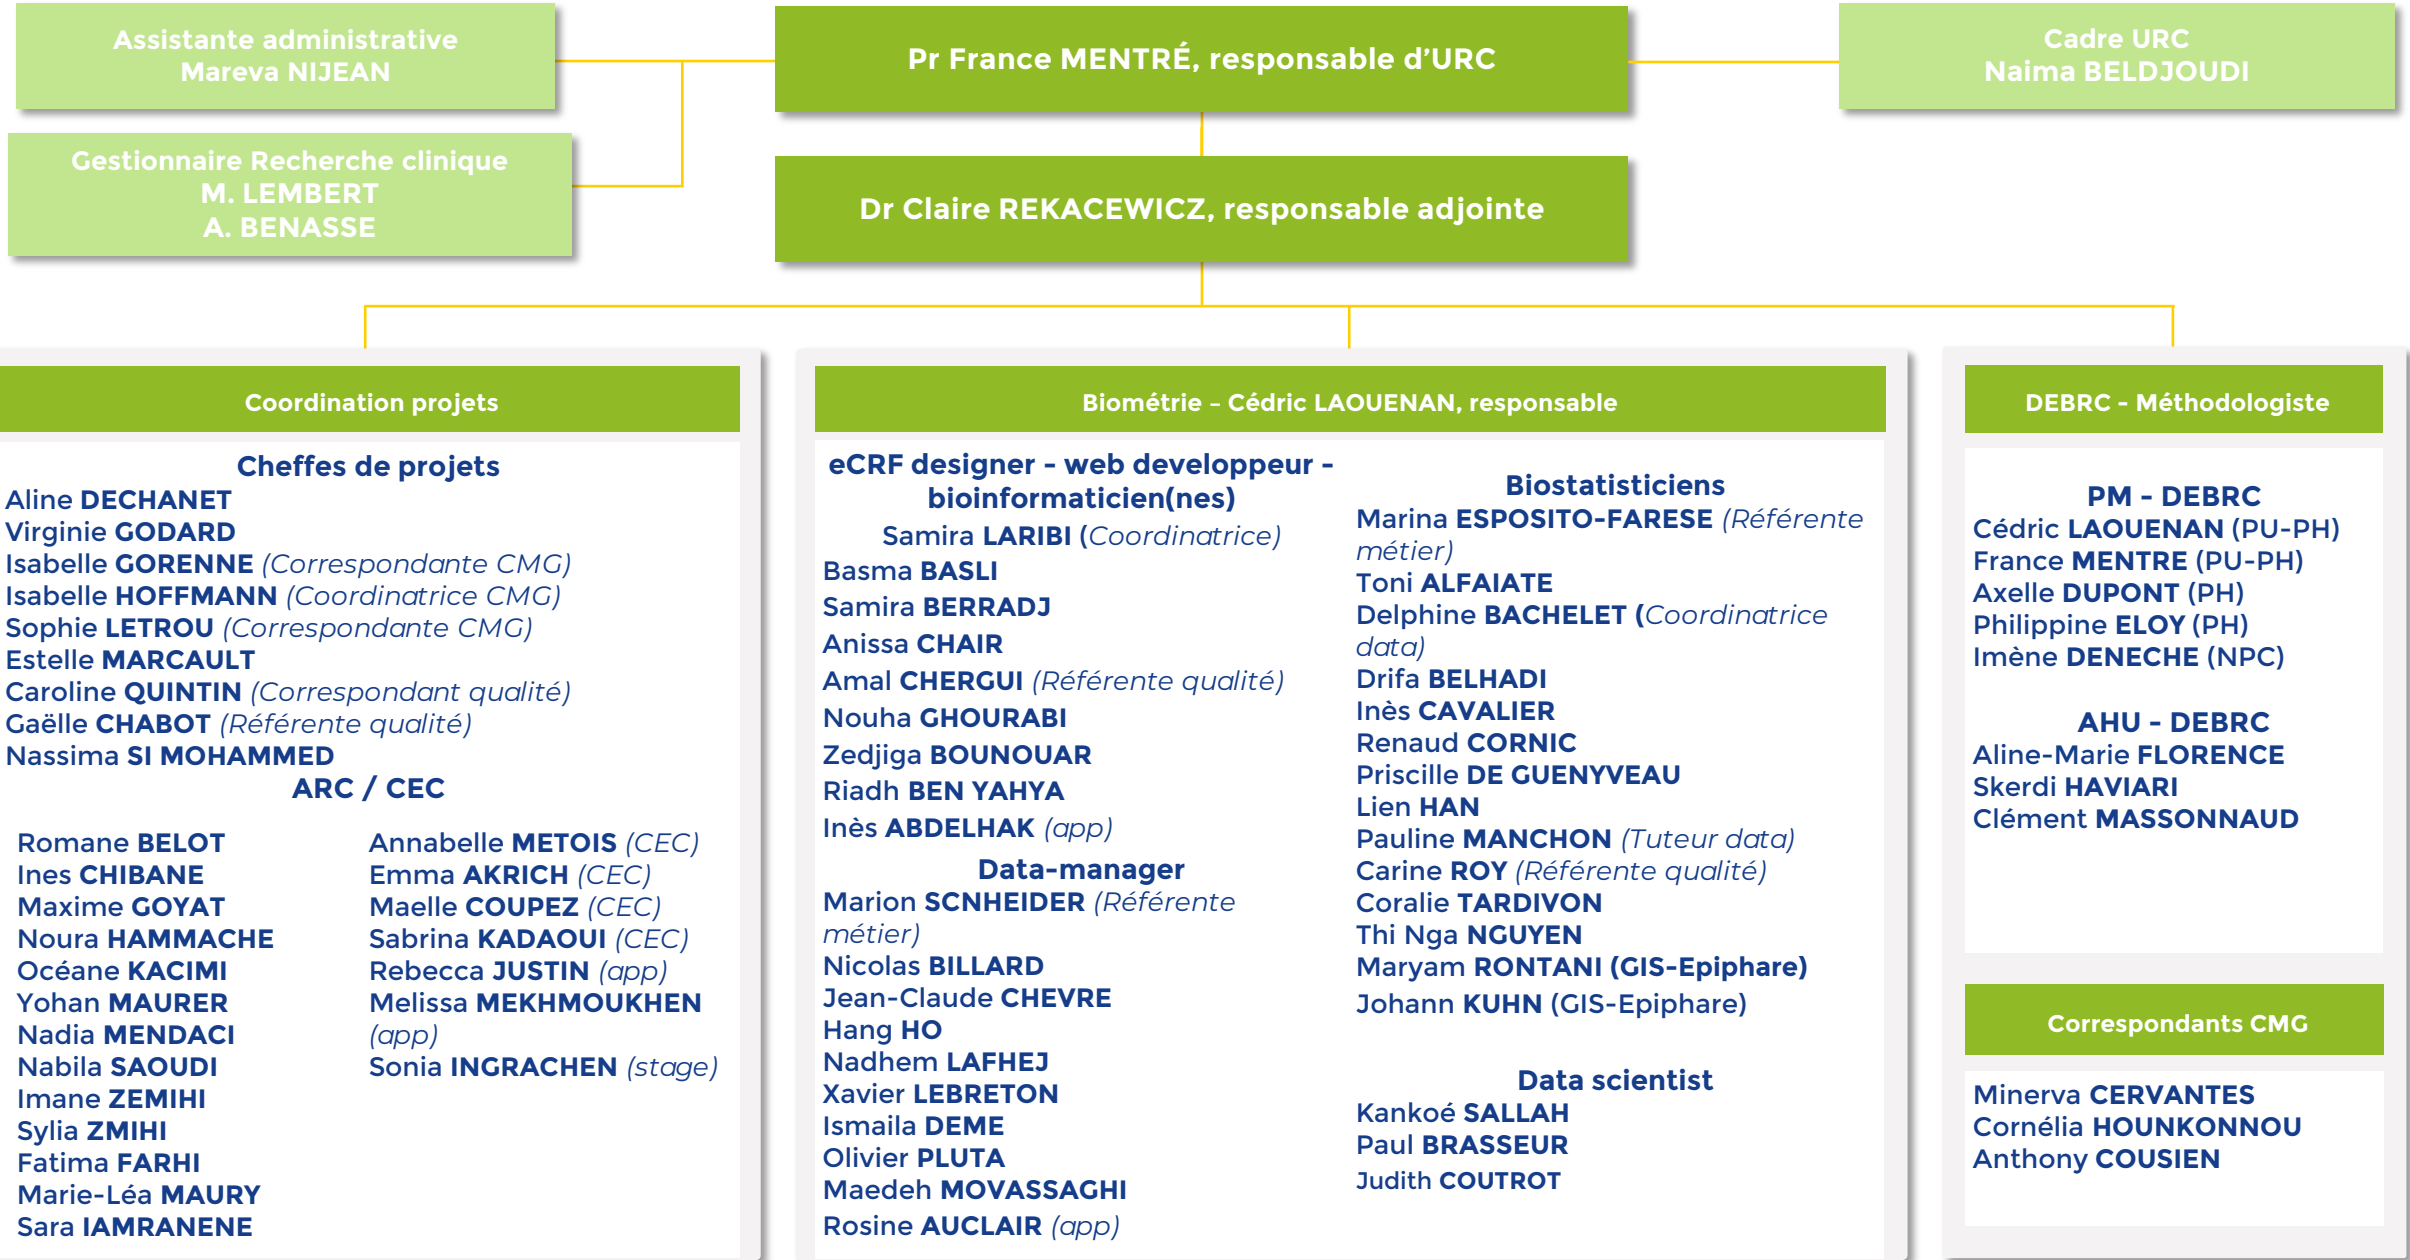 Assistante administrative
Mareva NIJEAN
Pr France MENTRÉ, responsable d'URC
Cadre URC
Naima BELDJOUDI
Gestionnaire Recherche clinique
M. LEMBERT
A. BENASSE
Dr Claire REKACEWICZ, responsable adjointe
Coordination projets
Cheffes de projets
Aline DECHANET
Virginie GODARD
Isabelle GORENNE (Correspondante CMG)
Isabelle HOFFMANN (Coordinatrice CMG)
Sophie LETROU (Correspondante CMG)
Estelle MARCAULT
Caroline QUINTIN (Correspondant qualité)
Gaëlle CHABOT (Référente qualité)
Nassima SI MOHAMMED
ARC / CEC
Romane BELOT
Ines CHIBANE
Maxime GOYAT
Noura HAMMACHE
Océane KACIMI
Yohan MAURER
Nadia MENDACI
Nabila SAOUDI
Imane ZEMIHI
Sylia ZMIHI
Fatima FARHI
Marie-Léa MAURY
Sara IAMRANENE
Annabelle METOIS (CEC)
Emma AKRICH (CEC)
Maelle COUPEZ (CEC)
Sabrina KADAOUI (CEC)
Rebecca JUSTIN (app)
Melissa MEKHMOUKHEN
(app)
Sonia INGRACHEN (stage)
Biométrie – Cédric LAOUENAN, responsable
eCRF designer - web developpeur -
bioinformaticien(nes)
Samira LARIBI (Coordinatrice)
Basma BASLI
Samira BERRADJ
Anissa CHAIR
Amal CHERGUI (Référente qualité)
Nouha GHOURABI
Zedjiga BOUNOUAR
Riadh BEN YAHYA
Inès ABDELHAK (app)
Data-manager
Marion SCNHEIDER (Référente
métier)
Nicolas BILLARD
Jean-Claude CHEVRE
Hang HO
Nadhem LAFHEJ
Xavier LEBRETON
Ismaila DEME
Olivier PLUTA
Maedeh MOVASSAGHI
Rosine AUCLAIR (app)
Biostatisticiens
Marina ESPOSITO-FARESE (Référente
métier)
Toni ALFAIATE
Delphine BACHELET (Coordinatrice
data)
Drifa BELHADI
Inès CAVALIER
Renaud CORNIC
Priscille DE GUENYVEAU
Lien HAN
Pauline MANCHON (Tuteur data)
Carine ROY (Référente qualité)
Coralie TARDIVON
Thi Nga NGUYEN
Maryam RONTANI (GIS-Epiphare)
Johann KUHN (GIS-Epiphare)
Data scientist
Kankoé SALLAH
Paul BRASSEUR
Judith COUTROT
DEBRC - Méthodologiste
PM - DEBRC
Cédric LAOUENAN (PU-PH)
France MENTRE (PU-PH)
Axelle DUPONT (PH)
Philippine ELOY (PH)
Imène DENECHE (NPC)
AHU - DEBRC
Aline-Marie FLORENCE
Skerdi HAVIARI
Clément MASSONNAUD
Correspondants CMG
Minerva CERVANTES
Cornélia HOUNKONNOU
Anthony COUSIEN